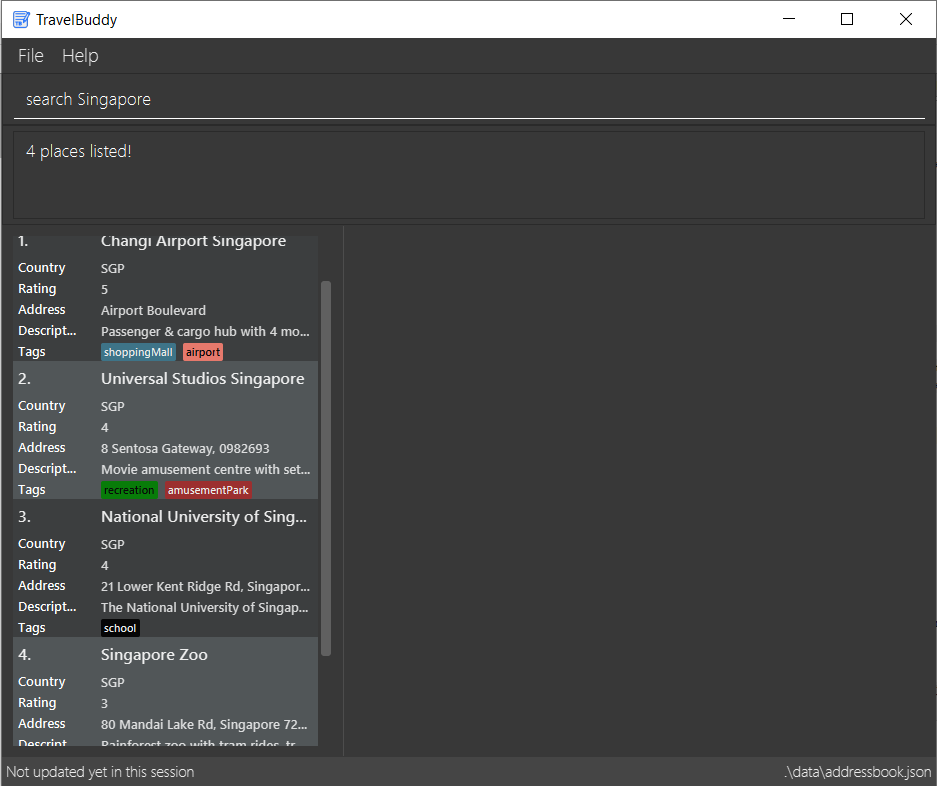 TravelBuddy
File Help
search Singapore
4 places listed!
1. Changi Airport Singapore
Country SGP
Rating 5
Address Airport Boulevard
Descript... Passenger & cargo hub with 4 mo...
Tags shoppingMall airport
2. Universal Studios Singapore
Country SGP
Rating 4
Address 8 Sentosa Gateway, 0982693
Descript... Movie amusement centre with set...
Tags recreation amusementPark
3. National University of Sing...
Country SGP
Rating 4
Address 21 Lower Kent Ridge Rd, Singapor...
Descript... The National University of Singap...
Tags school
4. Singapore Zoo
Country SGP
Rating 3
Address 80 Mandai Lake Rd, Singapore 72...
Descript... Rainforest zoo with tram rides, tr...
Not updated yet in this session .\data\addressbook.json